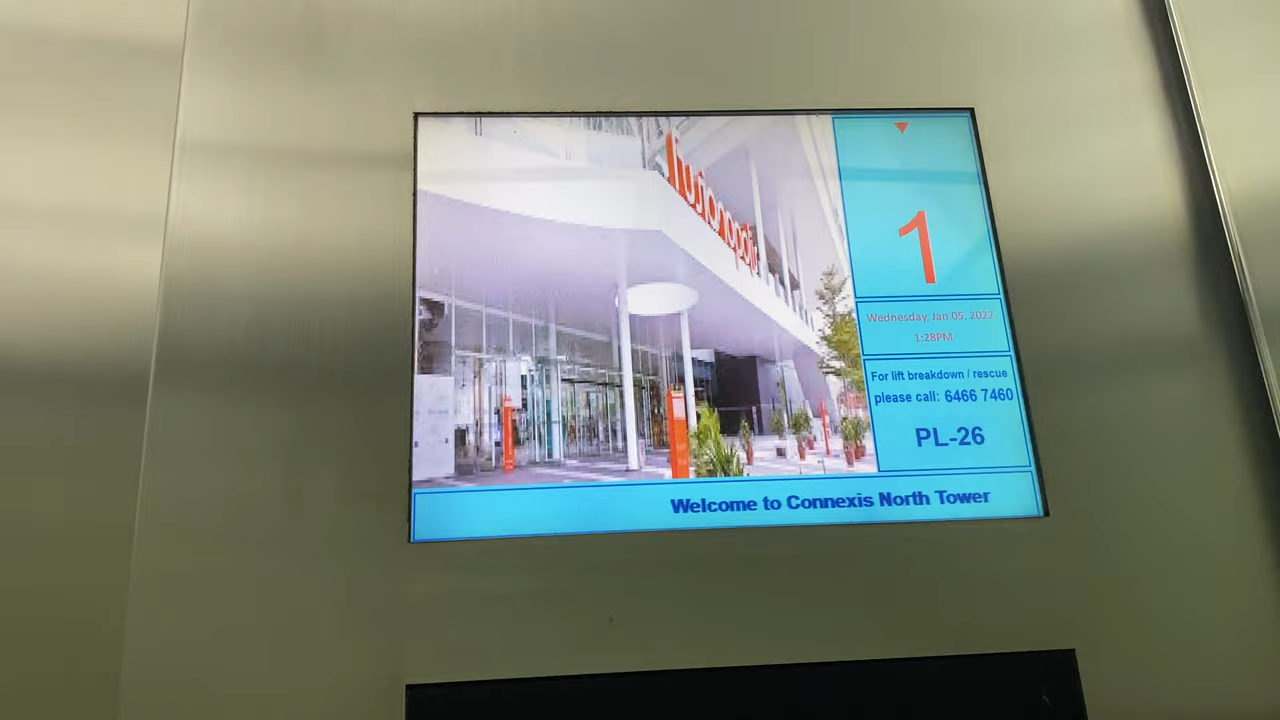 fusionopolis
1
Wednesday, Jan 05, 2022
1:28PM
For lift breakdown / rescue
please call: 6466 7460
PL-26
Welcome to Connexis North Tower